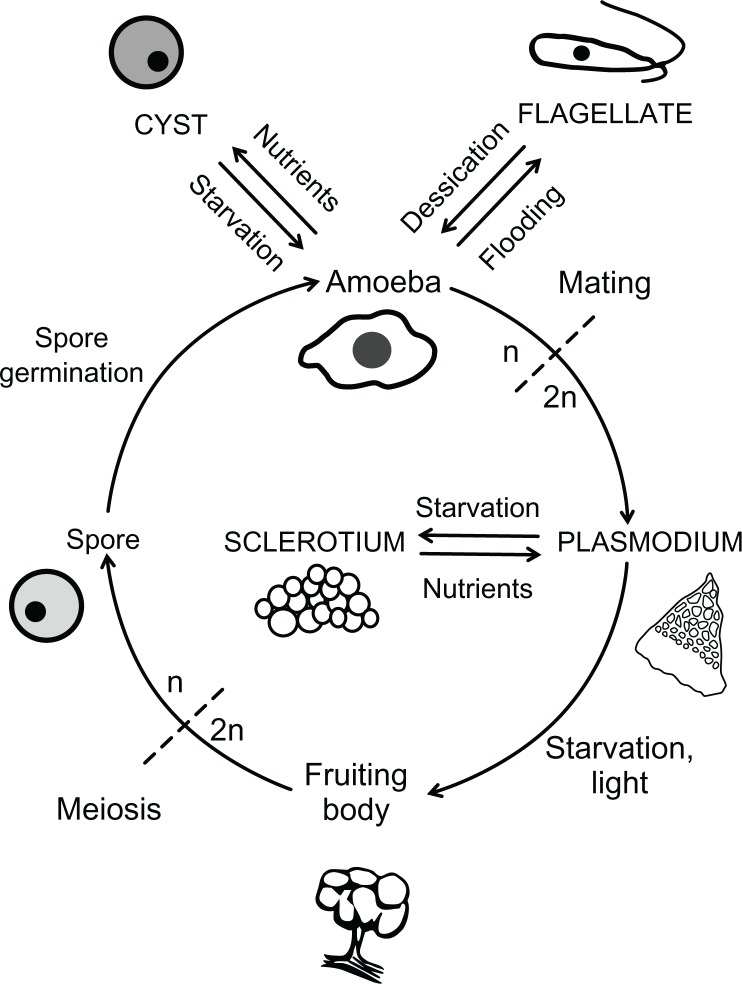 CYST
FLAGELLATE
Nutrients
Starvation
Dessication
Flooding
Amoeba
Mating
n
2n
Spore
germination
Starvation
Spore
SCLEROTIUM
PLASMODIUM
Nutrients
n
2n
Starvation,
light
Fruiting
body
Meiosis